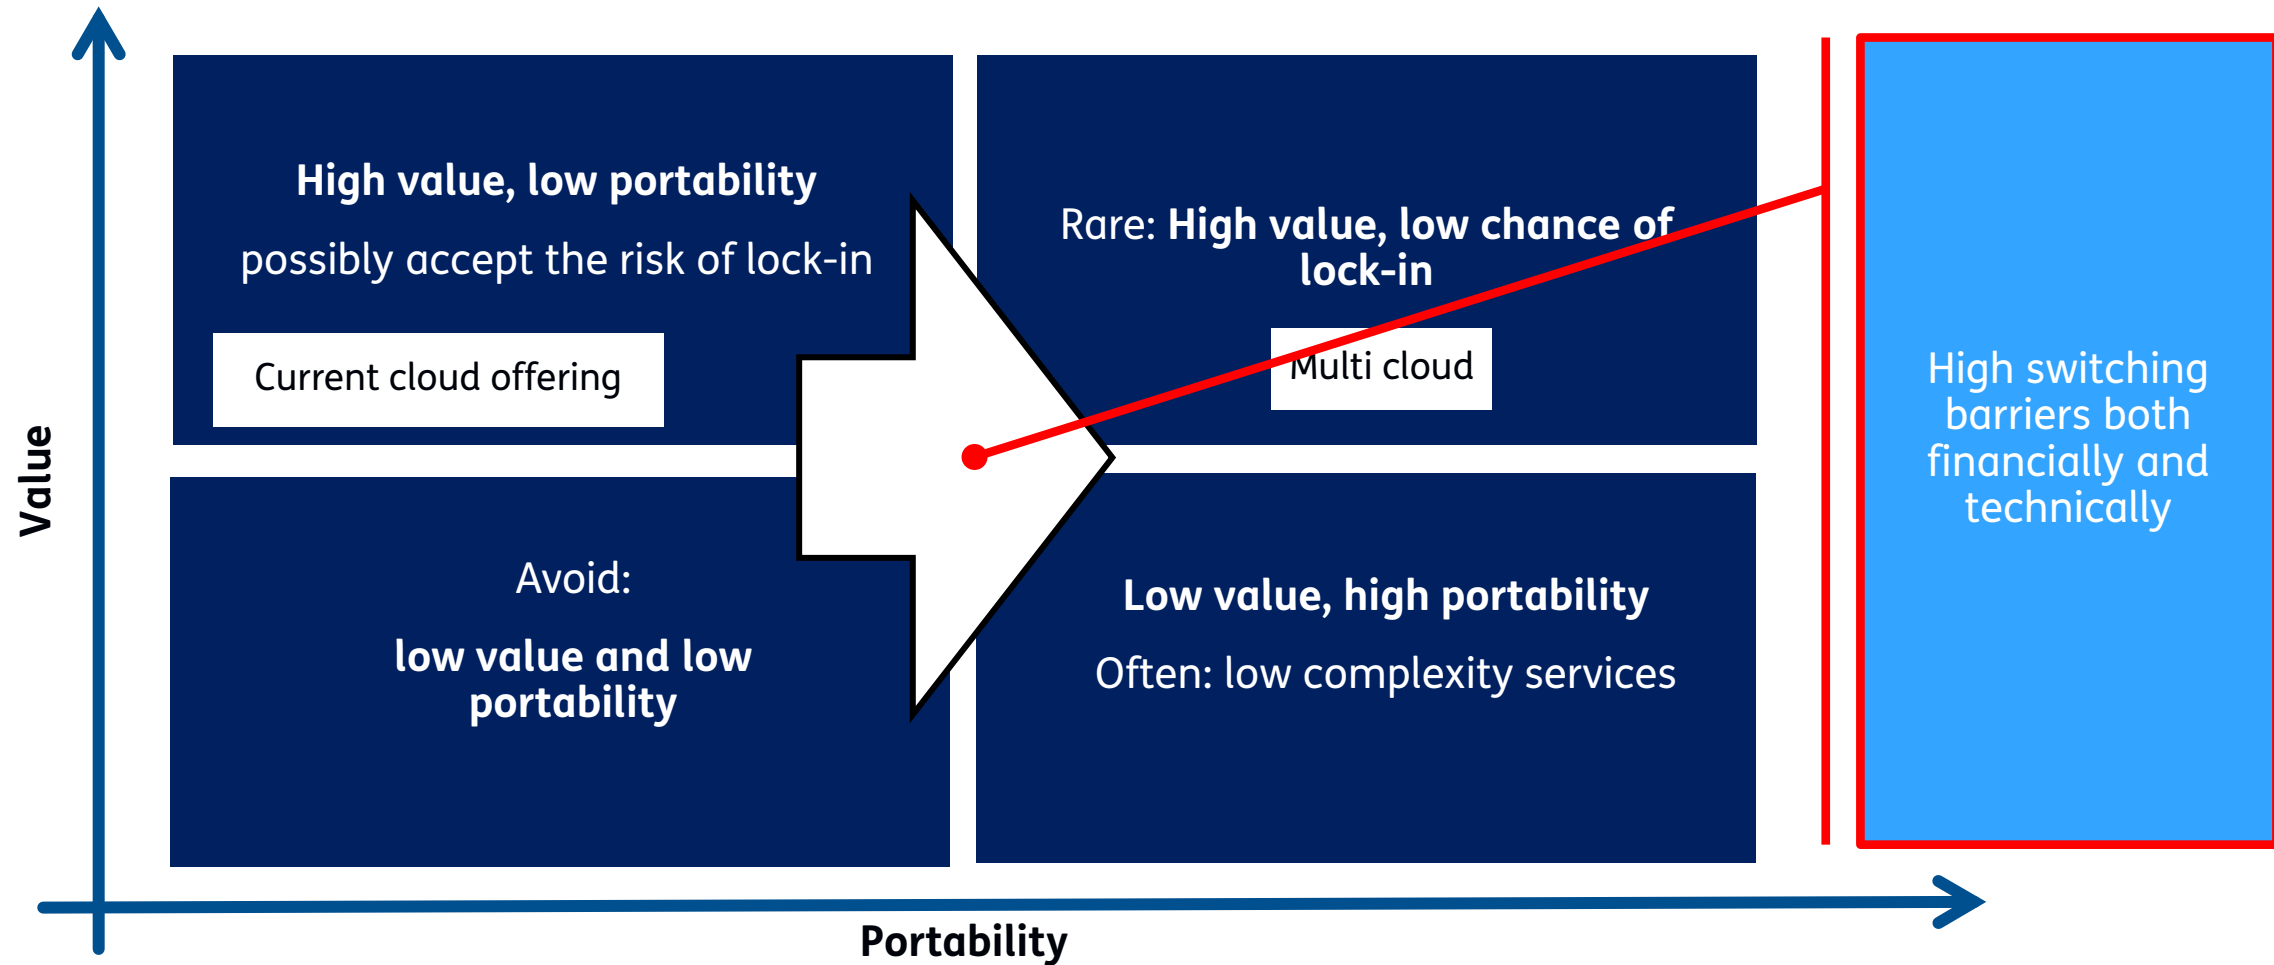 High value, low portability
possibly accept the risk of lock-in
Current cloud offering
Rare: High value, low chance of
lock-in
Multi cloud
High switching
barriers both
financially and
technically
Value
Avoid:
low value and low
portability
Low value, high portability
Often: low complexity services
Portability